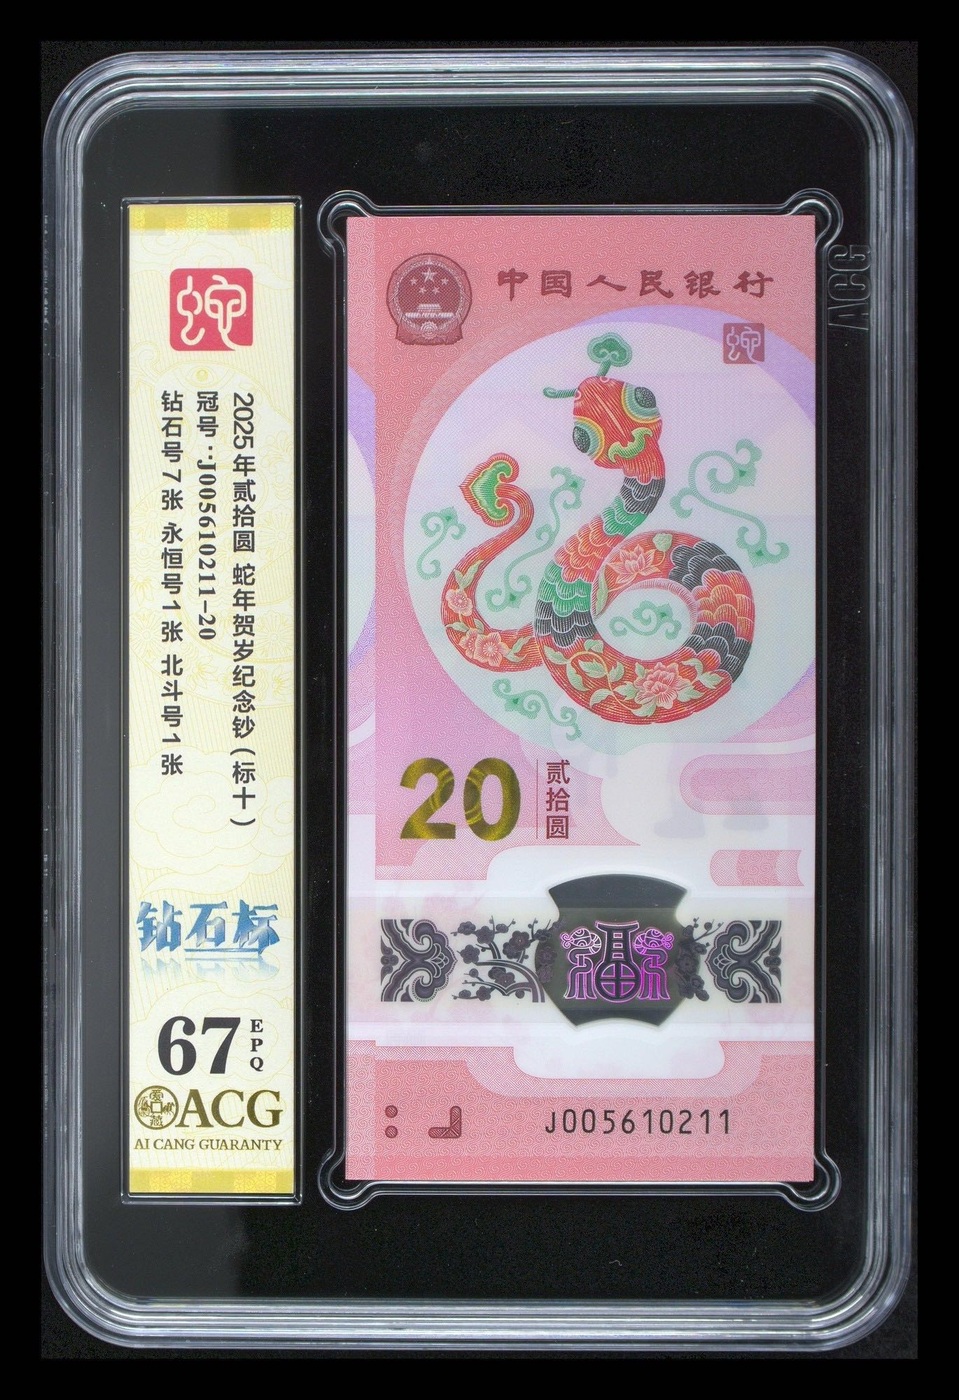 蛇
2025年贰拾圆 蛇年贺岁纪念钞（标十）
冠号：J005610211-20
钻石号7张 永恒号1张 北斗号1张
钻石标
67 EPQ
ACG
AI CANG GUARANTY
中国人民银行
蛇
20 贰拾圆
福
J005610211
ACG